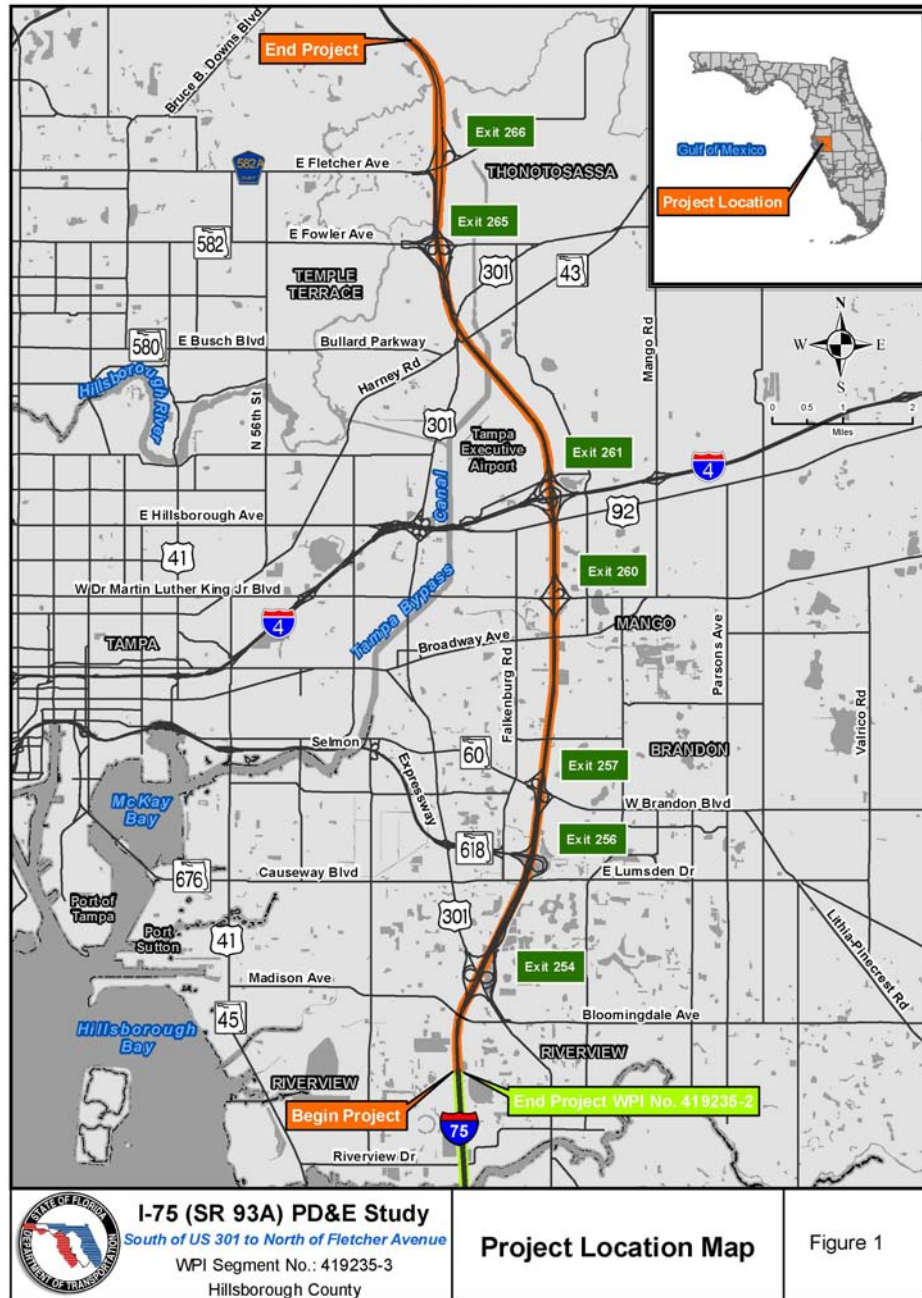 End Project
Bruce B. Downs Blvd
Exit 266
582A
E Fletcher Ave
THONOTOSASSA
Gulf of Mexico
Project Location
Exit 265
582
E Fowler Ave
301
43
TEMPLE
TERRACE
N
W
E
S
580
E Busch Blvd
Bullard Parkway
Mango Rd
Hillsborough
River
Harney Rd
0 0.5 1 2
Miles
N 56th St
301
Tampa
Executive
Airport
Exit 261
4
Canal
92
E Hillsborough Ave
41
Exit 260
W Dr Martin Luther King Jr Blvd
4
Tampa Bypass
MANGO
TAMPA
Broadway Ave
Falkenburg Rd
Parsons Ave
Valrico Rd
Selmon
Expressway
60
BRANDON
Exit 257
McKay
Bay
W Brandon Blvd
618
Exit 256
676
Causeway Blvd
E Lumsden Dr
Port of
Tampa
Port
Sutton
41
301
Lithia-Pinecrest Rd
Exit 254
Madison Ave
45
Bloomingdale Ave
Hillsborough
Bay
RIVERVIEW
RIVERVIEW
Begin Project
End Project WPI No. 419235-2
75
Riverview Dr
STATE OF FLORIDA
DEPARTMENT OF TRANSPORTATION
I-75 (SR 93A) PD&E Study
South of US 301 to North of Fletcher Avenue
WPI Segment No.: 419235-3
Hillsborough County
Project Location Map
Figure 1